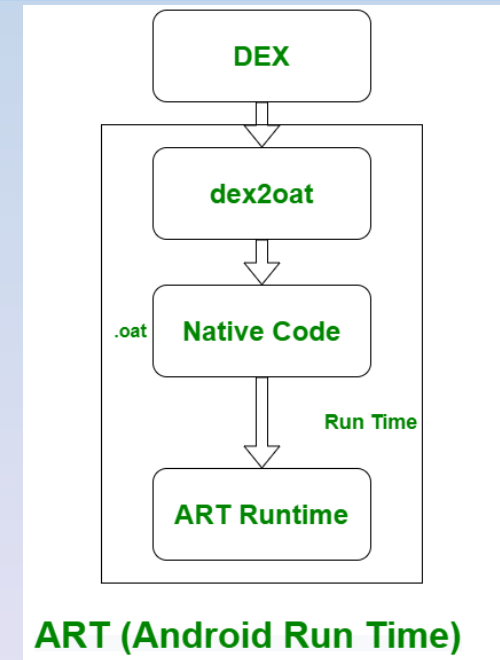 DEX
dex2oat
.oat
Native Code
Run Time
ART Runtime
ART (Android Run Time)